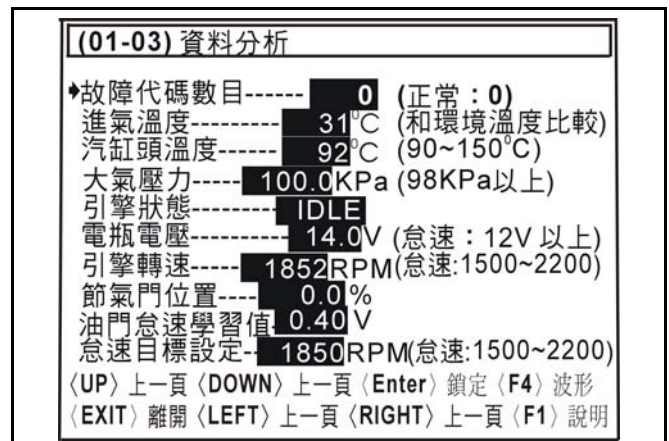 (01-03) 資料分析
➧故障代碼數目------ 0 (正常：0)
進氣溫度--------- 31°C (和環境溫度比較)
汽缸頭溫度------ 92°C (90~150°C)
大氣壓力----- 100.0KPa (98KPa以上)
引擎狀態--------- IDLE
電瓶電壓--------- 14.0V (怠速：12V 以上)
引擎轉速----- 1852RPM(怠速:1500~2200)
節氣門位置---- 0.0%
油門怠速學習值- 0.40 V
怠速目標設定-- 1850RPM(怠速:1500~2200)
〈UP〉上一頁〈DOWN〉上一頁〈Enter〉鎖定〈F4〉波形
〈EXIT〉離開〈LEFT〉上一頁〈RIGHT〉上一頁〈F1〉說明